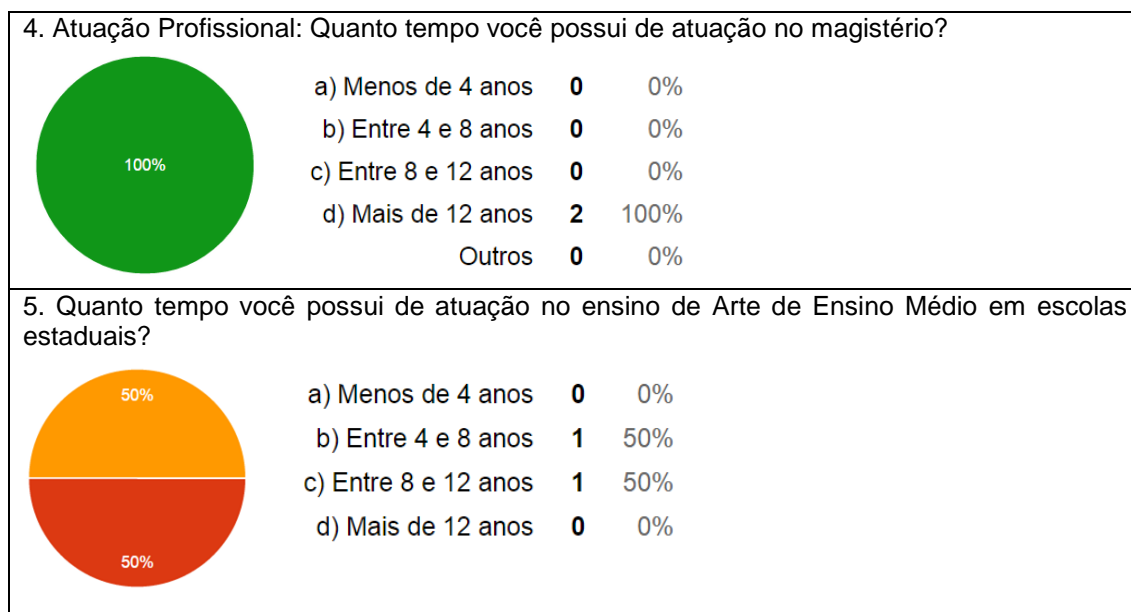 4. Atuação Profissional: Quanto tempo você possui de atuação no magistério?
100%
a) Menos de 4 anos 0 0%
b) Entre 4 e 8 anos 0 0%
c) Entre 8 e 12 anos 0 0%
d) Mais de 12 anos 2 100%
Outros 0 0%
5. Quanto tempo você possui de atuação no ensino de Arte de Ensino Médio em escolas
estaduais?
50%
50%
a) Menos de 4 anos 0 0%
b) Entre 4 e 8 anos 1 50%
c) Entre 8 e 12 anos 1 50%
d) Mais de 12 anos 0 0%